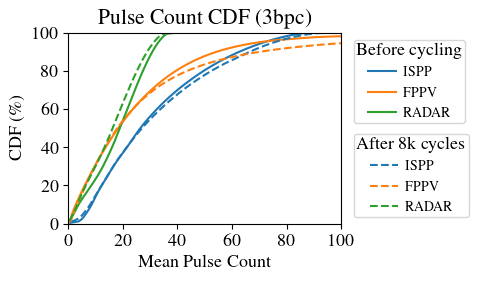 Pulse Count CDF (3bpc)
CDF (%)
100
80
60
40
20
0
0 20 40 60 80 100
Mean Pulse Count
Before cycling
ISPP
FPPV
RADAR
After 8k cycles
ISPP
FPPV
RADAR